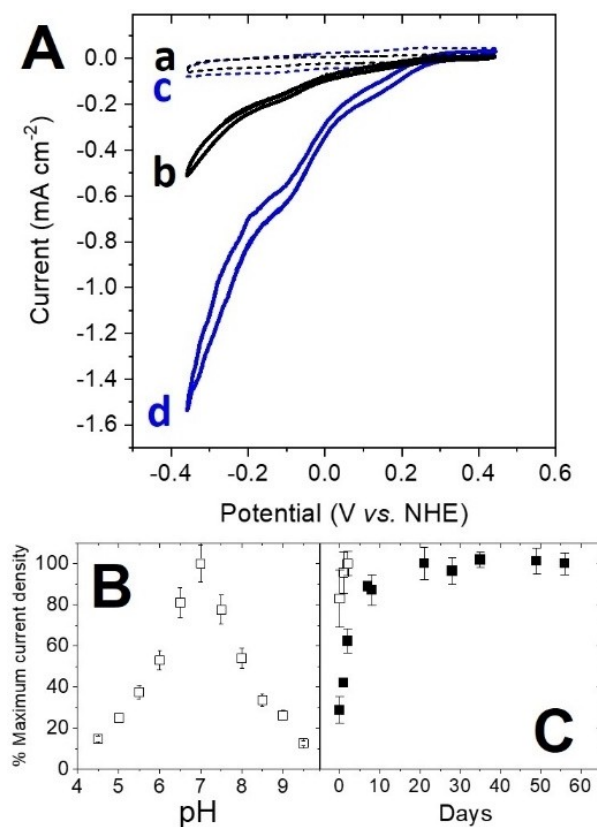 A
0.0
-0.2
-0.4
-0.6
-0.8
-1.0
-1.2
-1.4
-1.6
Current (mA cm-2)
a
c
b
d
-0.4 -0.2 0.0 0.2 0.4 0.6
Potential (V vs. NHE)
% Maximum current density
100
80
60
40
20
0
B
C
4 5 6 7 8 9
pH
0 10 20 30 40 50 60
Days